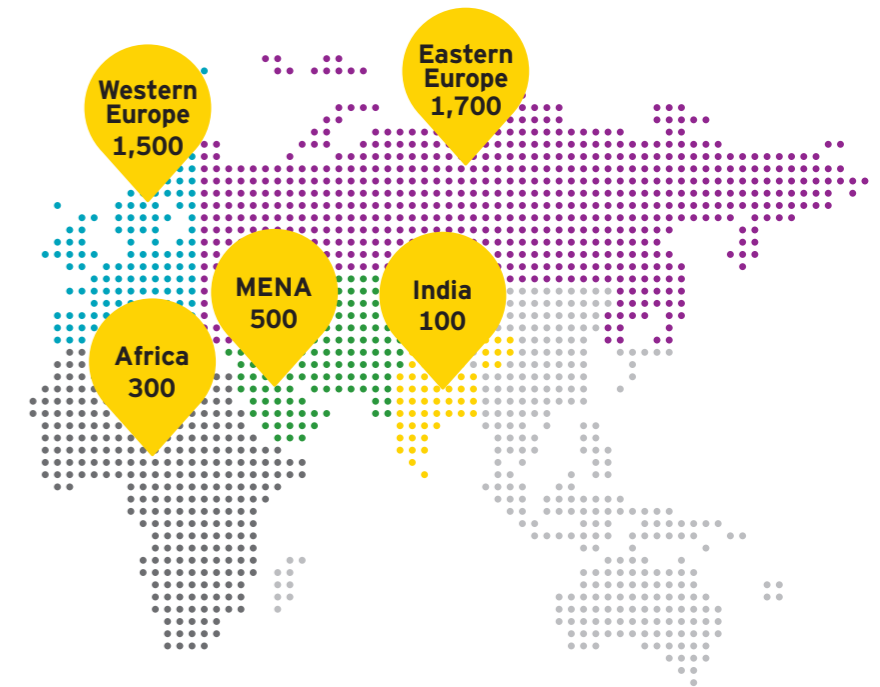 Western
Europe
1,500
Eastern
Europe
1,700
MENA
500
India
100
Africa
300